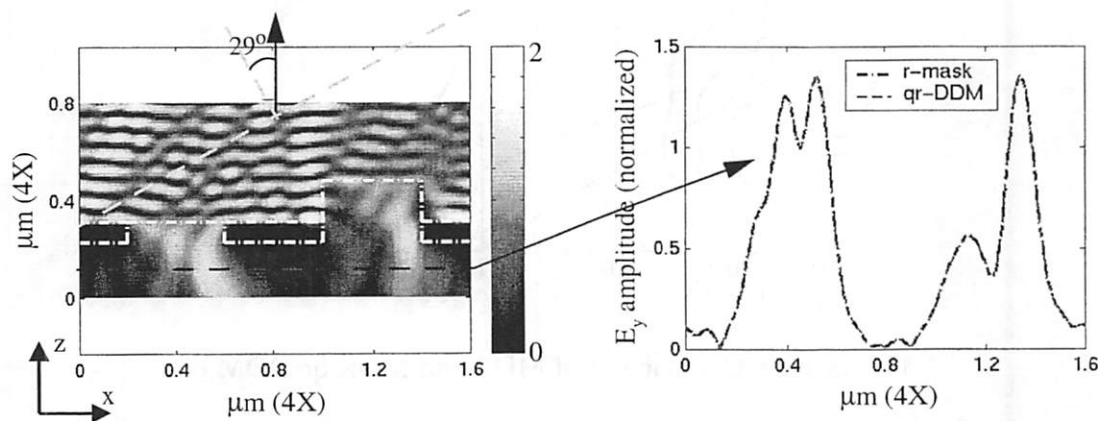 29°
2
0.8
0.4
0
μm (4X)
0
0.4
0.8
1.2
1.6
μm (4X)
z
x
1.5
1
0.5
0
E_y amplitude (normalized)
r-mask
qr-DDM
0
0.4
0.8
1.2
1.6
μm (4X)